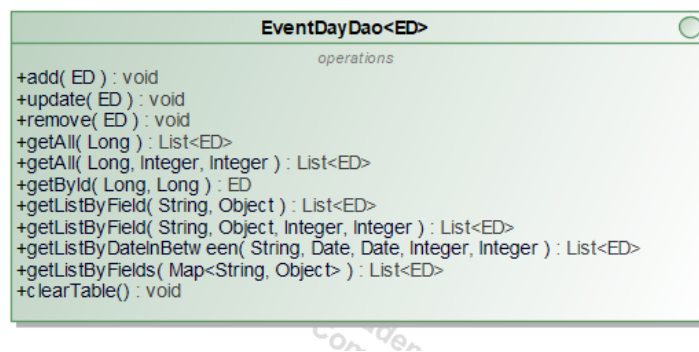 EventDayDao<ED>
operations
+add( ED ) : void
+update( ED ) : void
+remove( ED ) : void
+getAll( Long ) : List<ED>
+getAll( Long, Integer, Integer ) : List<ED>
+getById( Long, Long ) : ED
+getListByField( String, Object ) : List<ED>
+getListByField( String, Object, Integer, Integer ) : List<ED>
+getListByDateInBetween( String, Date, Date, Integer, Integer ) : List<ED>
+getListByFields( Map<String, Object> ) : List<ED>
+clearTable() : void